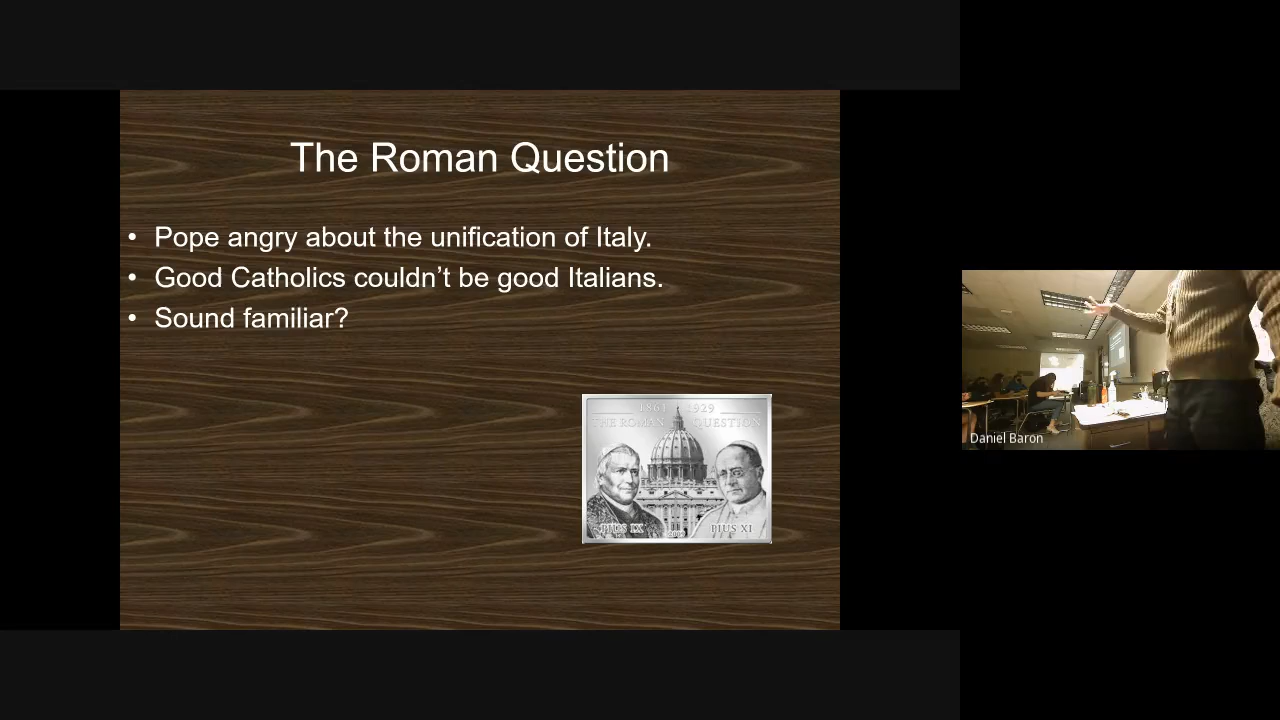 The Roman Question
• Pope angry about the unification of Italy.
• Good Catholics couldn’t be good Italians.
• Sound familiar?
1861 1929
THE ROMAN QUESTION
PIUS IX
PIUS XI
Daniel Baron